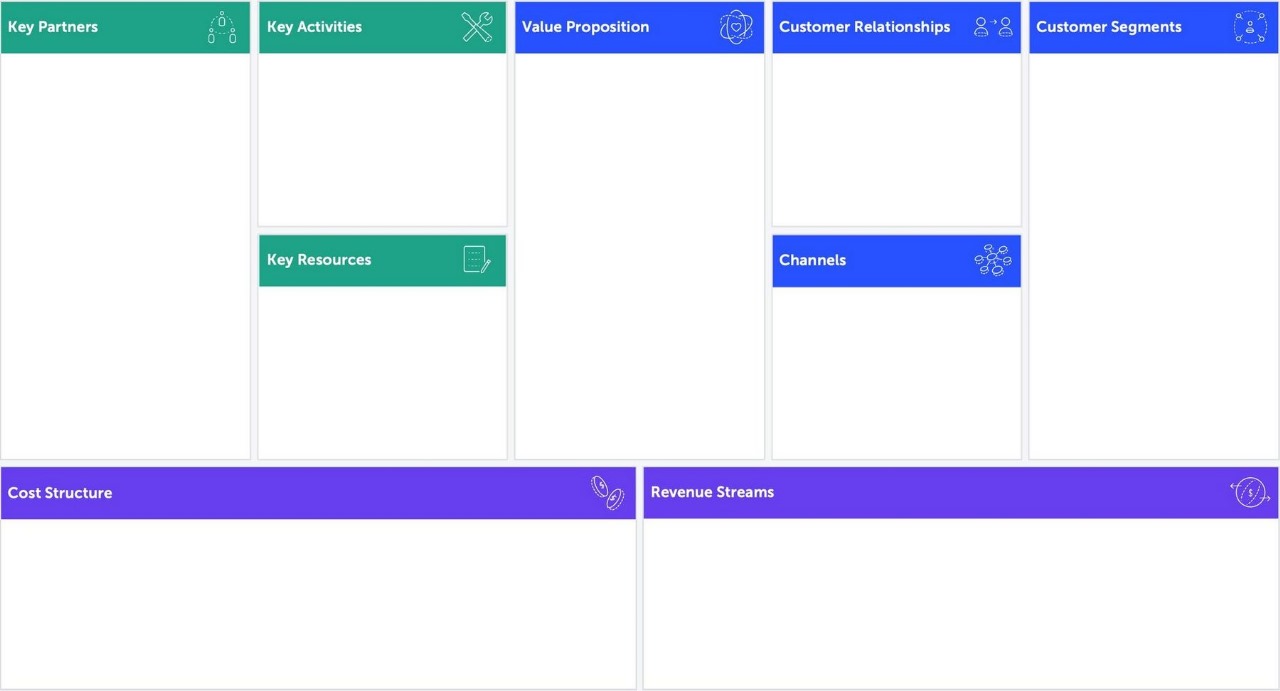 Key Partners
Key Activities
Value Proposition
Customer Relationships
Customer Segments
Key Resources
Channels
Cost Structure
Revenue Streams